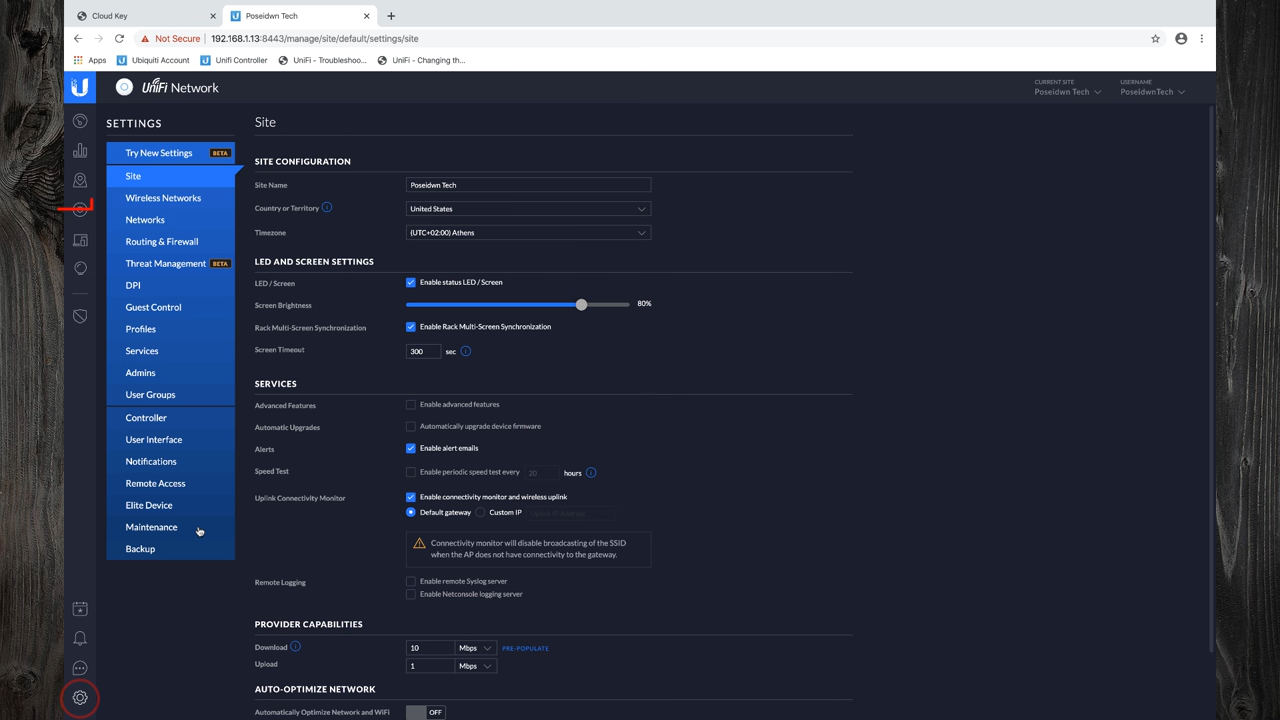 Cloud Key
Poseidwn Tech
Not Secure
192.168.1.13:8443/manage/site/default/settings/site
Apps
Ubiquiti Account
Unifi Controller
UniFi - Troubleshoo...
UniFi - Changing th...
UniFi Network
CURRENT SITE
Poseidwn Tech
USERNAME
PoseidwnTech
SETTINGS
Try New Settings BETA
Site
Wireless Networks
Networks
Routing & Firewall
Threat Management BETA
DPI
Guest Control
Profiles
Services
Admins
User Groups
Controller
User Interface
Notifications
Remote Access
Elite Device
Maintenance
Backup
Site
SITE CONFIGURATION
Site Name Poseidwn Tech
Country or Territory United States
Timezone (UTC+02:00) Athens
LED AND SCREEN SETTINGS
LED / Screen Enable status LED / Screen
Screen Brightness 80%
Rack Multi-Screen Synchronization Enable Rack Multi-Screen Synchronization
Screen Timeout 300 sec
SERVICES
Advanced Features Enable advanced features
Automatic Upgrades Automatically upgrade device firmware
Alerts Enable alert emails
Speed Test Enable periodic speed test every 20 hours
Uplink Connectivity Monitor Enable connectivity monitor and wireless uplink
Default gateway Custom IP
Connectivity monitor will disable broadcasting of the SSID
when the AP does not have connectivity to the gateway.
Remote Logging Enable remote Syslog server
Enable Netconsole logging server
PROVIDER CAPABILITIES
Download 10 Mbps PRE-POPULATE
Upload 1 Mbps
AUTO-OPTIMIZE NETWORK
Automatically Optimize Network and WiFi OFF